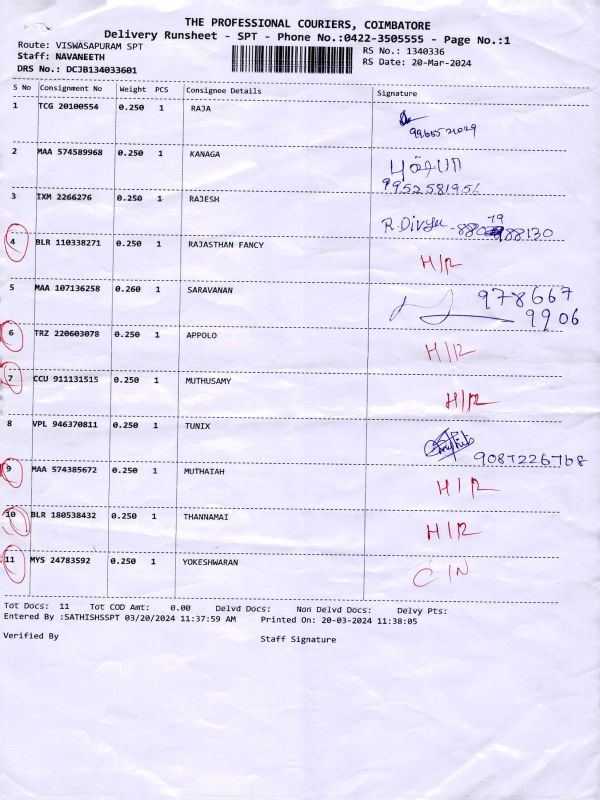 THE PROFESSIONAL COURIERS, COIMBATORE
Delivery Runsheet - SPT - Phone No.:0422-3505555 - Page No.:1
Route: VISWASAPURAM SPT RS No.: 1340336
Staff: NAVANEETH RS Date: 20-Mar-2024
DRS No.: DCJB134033601
S No Consignment No Weight PCS Consignee Details Signature
1 TCG 20100554 0.250 1 RAJA
2 MAA 574589968 0.250 1 KANAGA
9952581956
3 TXM 2266276 0.250 1 RAJESH
4 BLR 110338271 0.250 1 RAJASTHAN FANCY H/R
5 MAA 107136258 0.260 1 SARAVANAN 978667
9906
6 TRZ 220603078 0.250 1 APPOLO H/R
7 CCU 911131515 0.250 1 MUTHUSAMY H/R
8 VPL 946370811 0.250 1 TUNIX
9087226768
9 MAA 574385672 0.250 1 MUTHAIAH H/R
10 BLR 180538432 0.250 1 THANNAMAI H/R
11 MYS 24783592 0.250 1 YOKESHWARAN C/N
Tot Docs: 11 Tot COD Amt: 0.00 Delvd Docs: Non Delvd Docs: Delvy Pts:
Entered By :SATHISHSSPT 03/20/2024 11:37:59 AM Printed On: 20-03-2024 11:38:05
Verified By Staff Signature